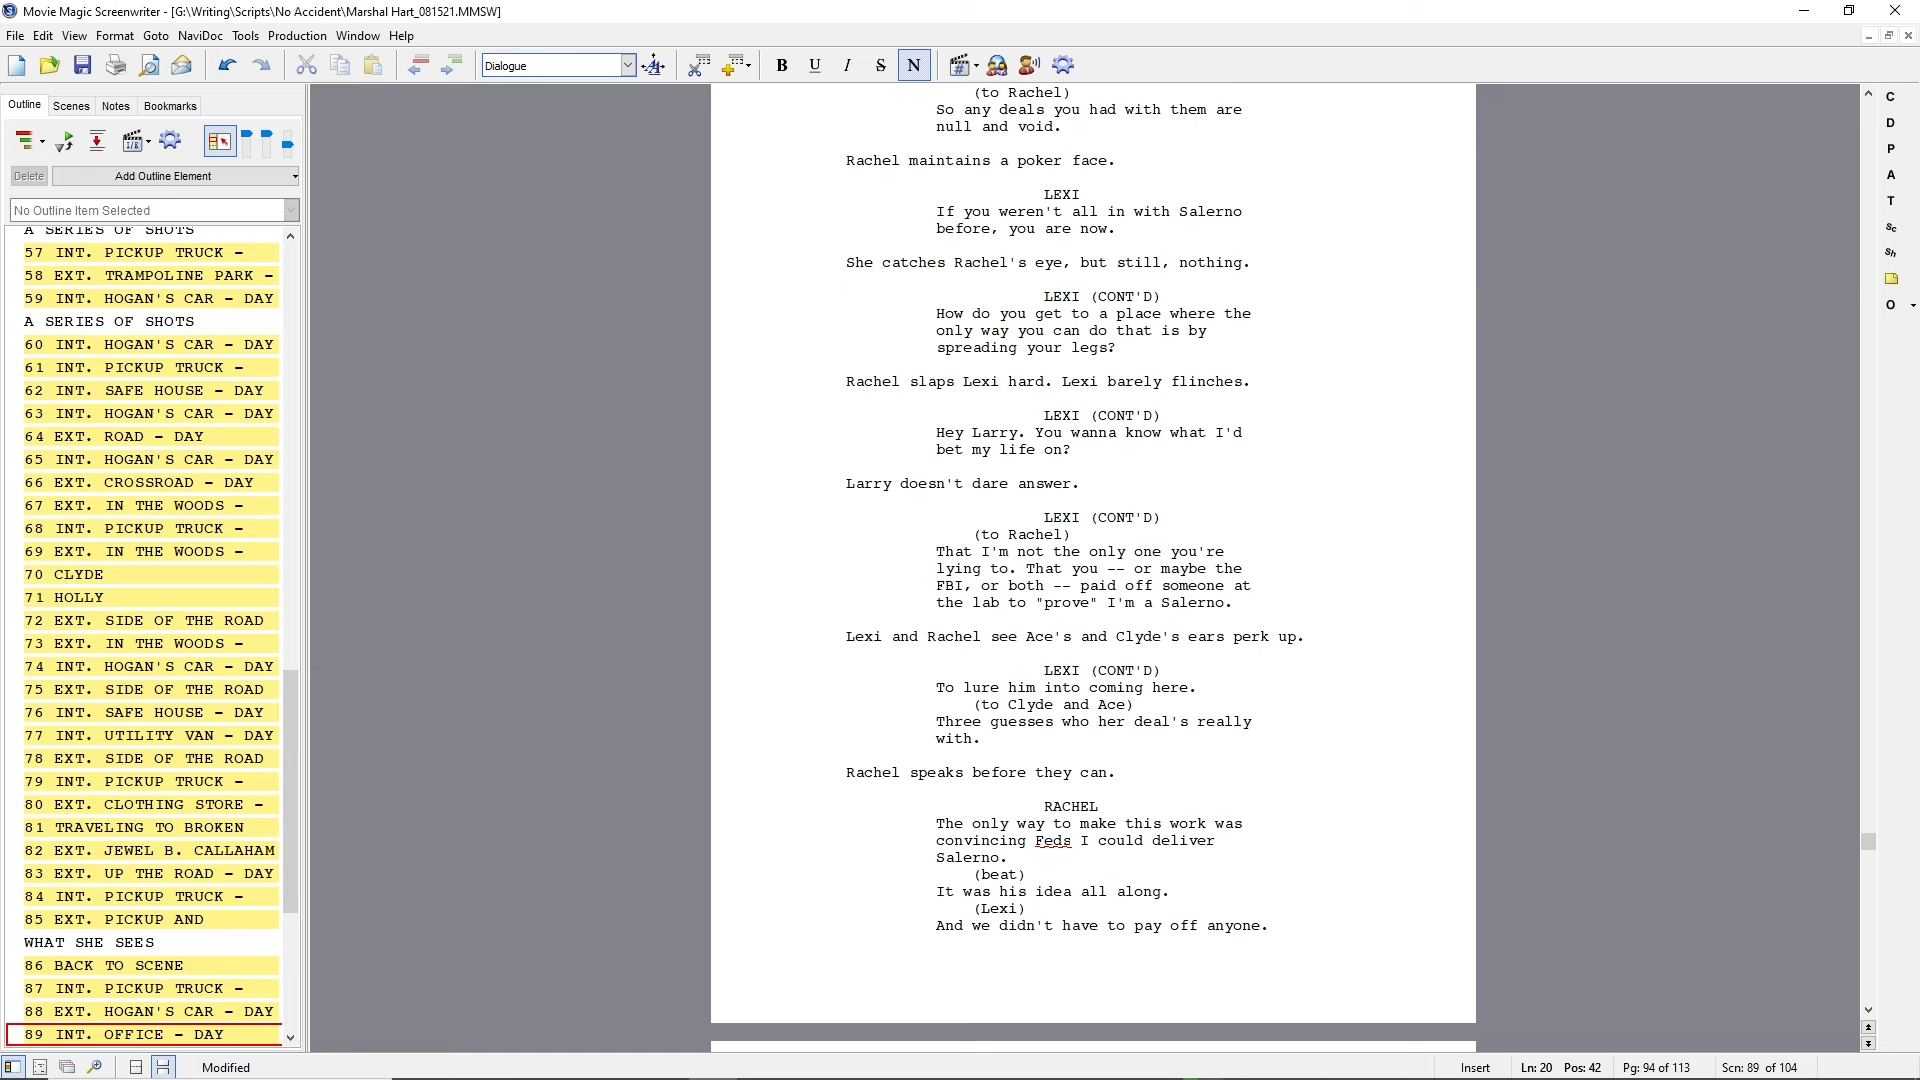 Movie Magic Screenwriter - [G:\Writing\Scripts\No Accident\Marshal Hart_081521.MMSW]
File Edit View Format Goto NaviDoc Tools Production Window Help
Dialogue
B U I S N
Outline Scenes Notes Bookmarks
Delete Add Outline Element
No Outline Item Selected
A SERIES OF SHOTS
57 INT. PICKUP TRUCK -
58 EXT. TRAMPOLINE PARK -
59 INT. HOGAN'S CAR - DAY
A SERIES OF SHOTS
60 INT. HOGAN'S CAR - DAY
61 INT. PICKUP TRUCK -
62 INT. SAFE HOUSE - DAY
63 INT. HOGAN'S CAR - DAY
64 EXT. ROAD - DAY
65 INT. HOGAN'S CAR - DAY
66 EXT. CROSSROAD - DAY
67 EXT. IN THE WOODS -
68 INT. PICKUP TRUCK -
69 EXT. IN THE WOODS -
70 CLYDE
71 HOLLY
72 EXT. SIDE OF THE ROAD
73 EXT. IN THE WOODS -
74 INT. HOGAN'S CAR - DAY
75 EXT. SIDE OF THE ROAD
76 INT. SAFE HOUSE - DAY
77 INT. UTILITY VAN - DAY
78 EXT. SIDE OF THE ROAD
79 INT. PICKUP TRUCK -
80 EXT. CLOTHING STORE -
81 TRAVELING TO BROKEN
82 EXT. JEWEL B. CALLAHAM
83 EXT. UP THE ROAD - DAY
84 INT. PICKUP TRUCK -
85 EXT. PICKUP AND
WHAT SHE SEES
86 BACK TO SCENE
87 INT. PICKUP TRUCK -
88 EXT. HOGAN'S CAR - DAY
89 INT. OFFICE - DAY
(to Rachel)
So any deals you had with them are
null and void.
Rachel maintains a poker face.
LEXI
If you weren't all in with Salerno
before, you are now.
She catches Rachel's eye, but still, nothing.
LEXI (CONT'D)
How do you get to a place where the
only way you can do that is by
spreading your legs?
Rachel slaps Lexi hard. Lexi barely flinches.
LEXI (CONT'D)
Hey Larry. You wanna know what I'd
bet my life on?
Larry doesn't dare answer.
LEXI (CONT'D)
(to Rachel)
That I'm not the only one you're
lying to. That you -- or maybe the
FBI, or both -- paid off someone at
the lab to "prove" I'm a Salerno.
Lexi and Rachel see Ace's and Clyde's ears perk up.
LEXI (CONT'D)
To lure him into coming here.
(to Clyde and Ace)
Three guesses who her deal's really
with.
Rachel speaks before they can.
RACHEL
The only way to make this work was
convincing Feds I could deliver
Salerno.
(beat)
It was his idea all along.
(Lexi)
And we didn't have to pay off anyone.
C
D
P
A
T
Sc
Sh
O
Modified Insert Ln: 20 Pos: 42 Pg: 94 of 113 Scn: 89 of 104